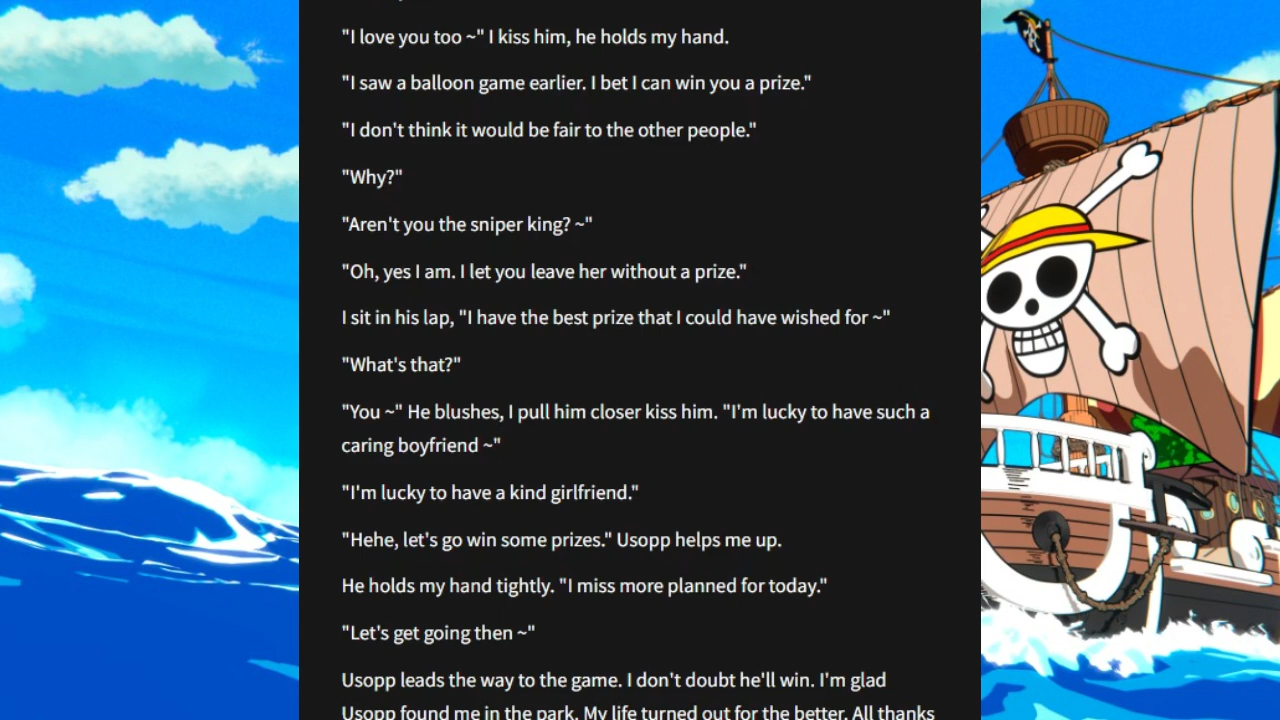 "I love you too ~" I kiss him, he holds my hand.
"I saw a balloon game earlier. I bet I can win you a prize."
"I don't think it would be fair to the other people."
"Why?"
"Aren't you the sniper king? ~"
"Oh, yes I am. I let you leave her without a prize."
I sit in his lap, "I have the best prize that I could have wished for ~"
"What's that?"
"You ~" He blushes, I pull him closer kiss him. "I'm lucky to have such a
caring boyfriend ~"
"I'm lucky to have a kind girlfriend."
"Hehe, let's go win some prizes." Usopp helps me up.
He holds my hand tightly. "I miss more planned for today."
"Let's get going then ~"
Usopp leads the way to the game. I don't doubt he'll win. I'm glad
Usopp found me in the park. My life turned out for the better. All thanks